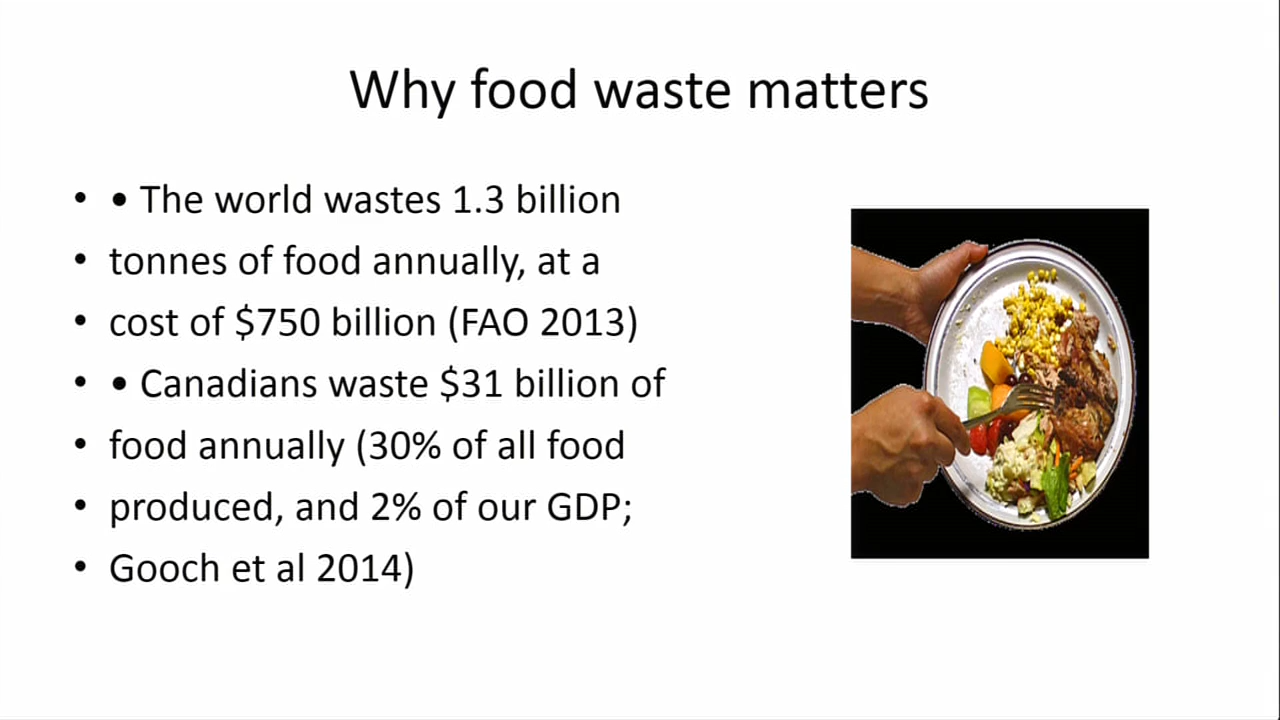 Why food waste matters
• • The world wastes 1.3 billion
• tonnes of food annually, at a
• cost of $750 billion (FAO 2013)
• • Canadians waste $31 billion of
• food annually (30% of all food
• produced, and 2% of our GDP;
• Gooch et al 2014)